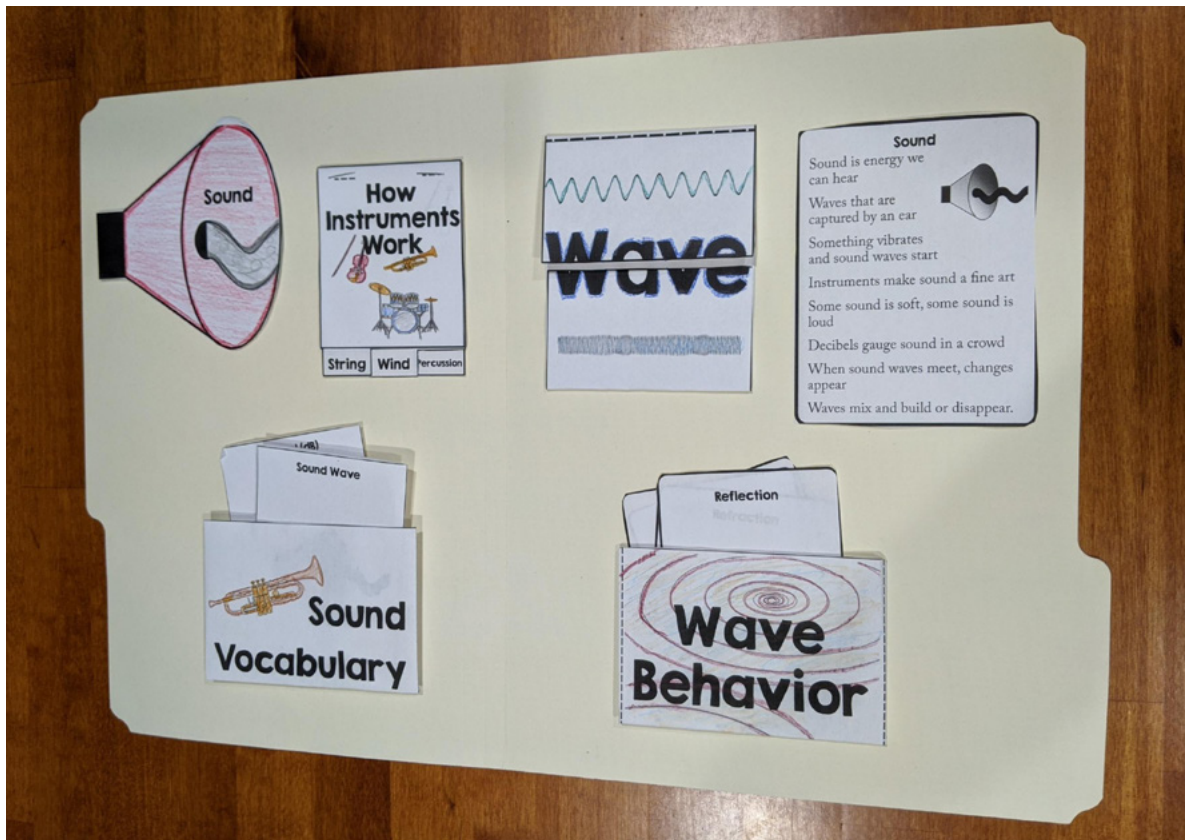 Sound
How
Instruments
Work
String Wind Percussion
Wave
Sound
Sound is energy we
can hear
Waves that are
captured by an ear
Something vibrates
and sound waves start
Instruments make sound a fine art
Some sound is soft, some sound is
loud
Decibels gauge sound in a crowd
When sound waves meet, changes
appear
Waves mix and build or disappear.
(dB)
Sound Wave
Sound
Vocabulary
Reflection
Refraction
Wave
Behavior